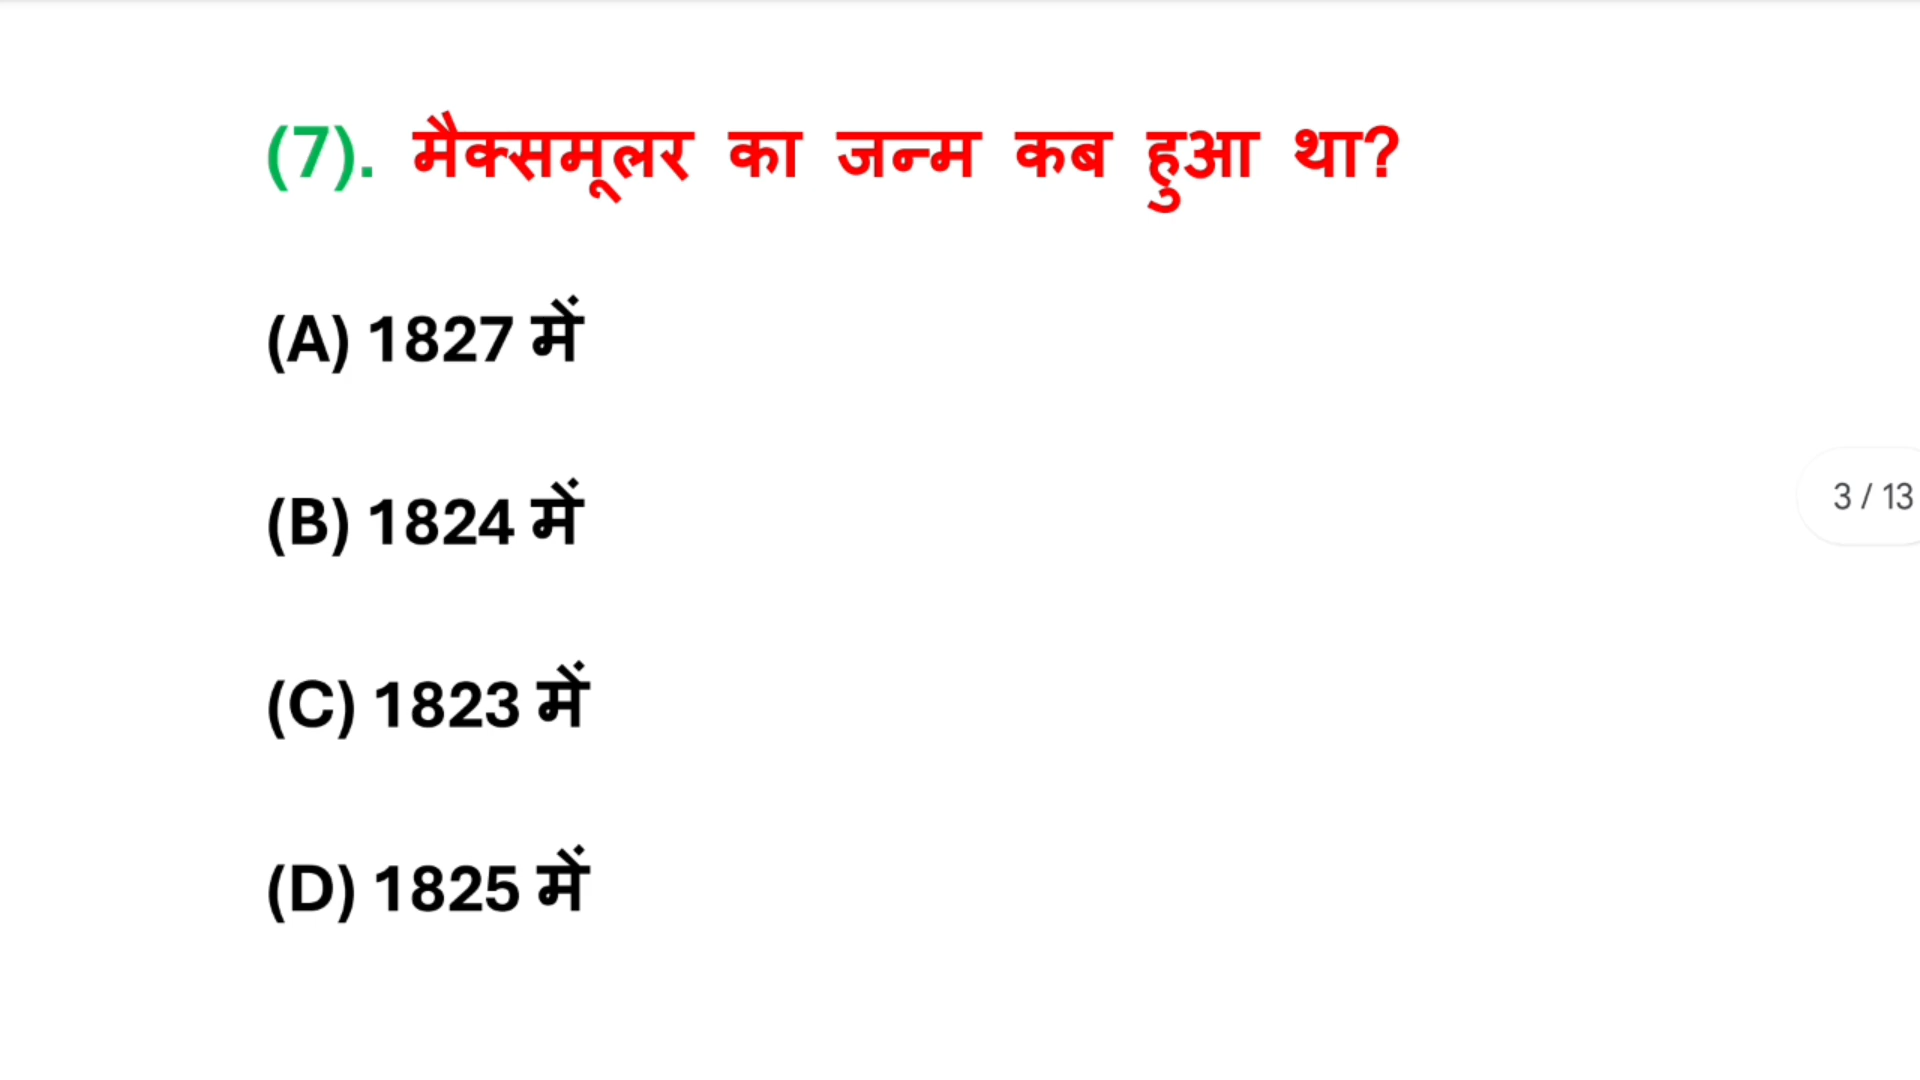 (7). मैक्समूलर का जन्म कब हुआ था?
(A) 1827 में
(B) 1824 में
3 / 13
(C) 1823 में
(D) 1825 में